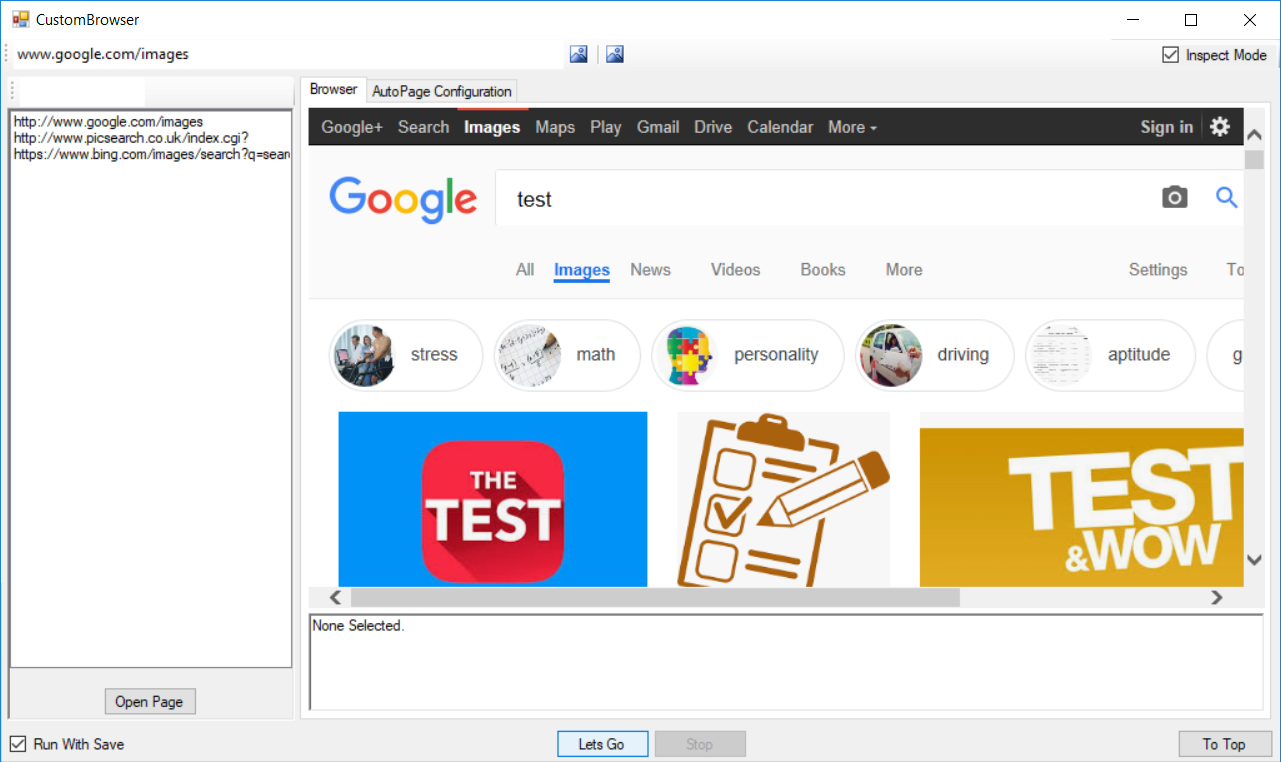 CustomBrowser
www.google.com/images
Inspect Mode
http://www.google.com/images
http://www.picsearch.co.uk/index.cgi?
https://www.bing.com/images/search?q=sear
Open Page
Browser AutoPage Configuration
Google+ Search Images Maps Play Gmail Drive Calendar More Sign in
Google test
All Images News Videos Books More Settings To
stress math personality driving aptitude g
THE
TEST
TEST
&WOW
None Selected.
Run With Save Lets Go Stop To Top